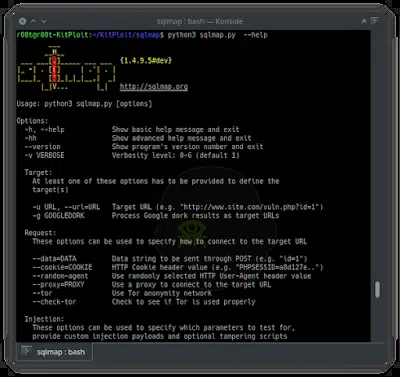 sqlmap : bash — Konsole
r00t@r00t-KitPloit:~/KitPloit/sqlmap$ python3 sqlmap.py --help
{1.4.9.5#dev}
http://sqlmap.org
Usage: python3 sqlmap.py [options]
Options:
-h, --help Show basic help message and exit
-hh Show advanced help message and exit
--version Show program's version number and exit
-v VERBOSE Verbosity level: 0-6 (default 1)
Target:
At least one of these options has to be provided to define the
target(s)
-u URL, --url=URL Target URL (e.g. "http://www.site.com/vuln.php?id=1")
-g GOOGLEDORK Process Google dork results as target URLs
Request:
These options can be used to specify how to connect to the target URL
--data=DATA Data string to be sent through POST (e.g. "id=1")
--cookie=COOKIE HTTP Cookie header value (e.g. "PHPSESSID=a8d127e..")
--random-agent Use randomly selected HTTP User-Agent header value
--proxy=PROXY Use a proxy to connect to the target URL
--tor Use Tor anonymity network
--check-tor Check to see if Tor is used properly
Injection:
These options can be used to specify which parameters to test for,
provide custom injection payloads and optional tampering scripts
sqlmap : bash